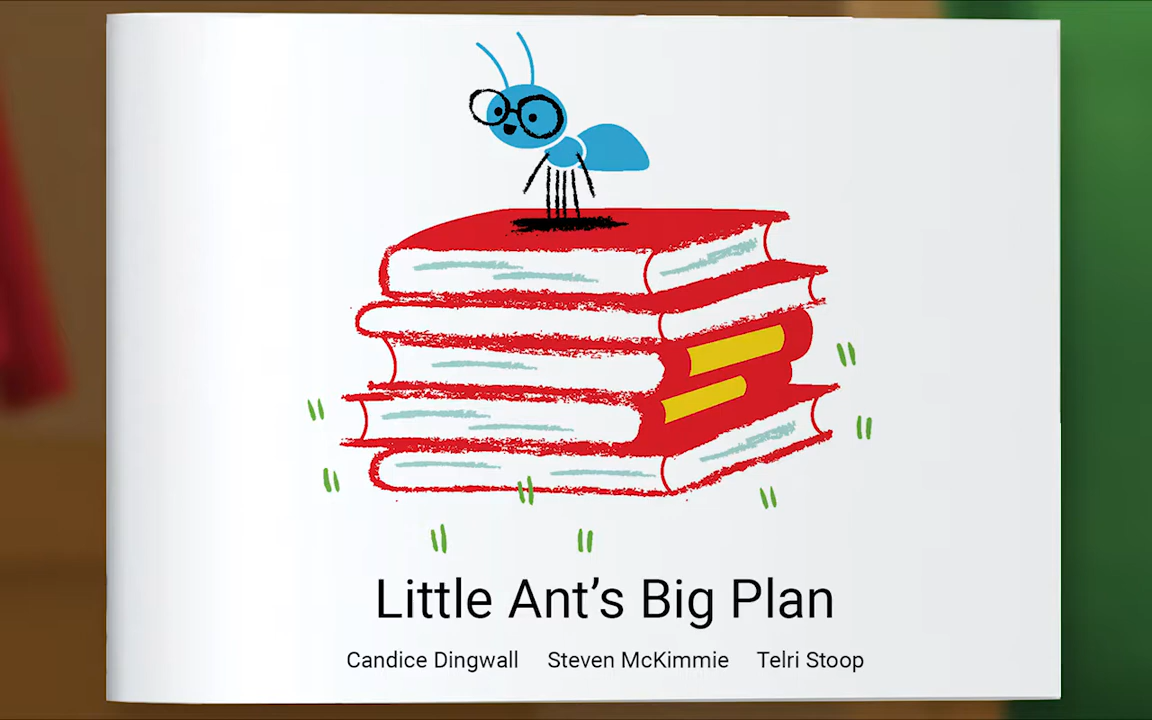 Little Ant’s Big Plan
Candice Dingwall Steven McKimmie Telri Stoop